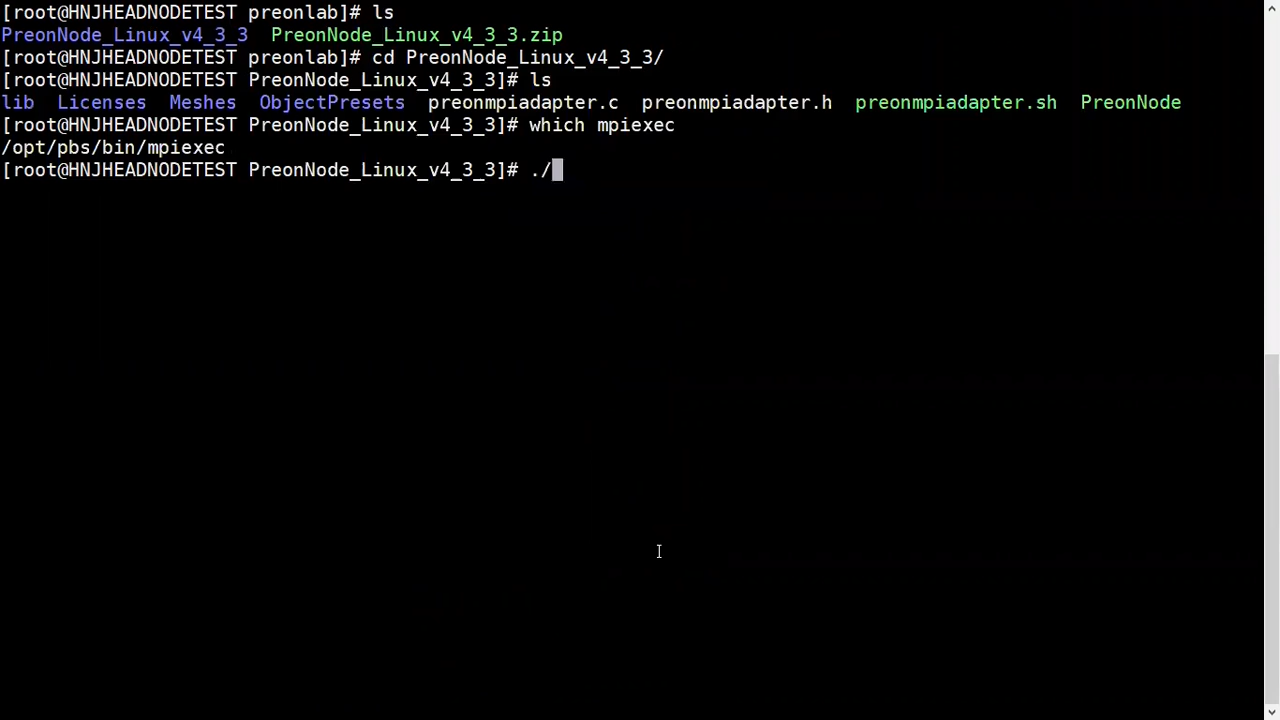 [root@HNJHEADNODETEST preonlab]# ls
PreonNode_Linux_v4_3_3  PreonNode_Linux_v4_3_3.zip
[root@HNJHEADNODETEST preonlab]# cd PreonNode_Linux_v4_3_3/
[root@HNJHEADNODETEST PreonNode_Linux_v4_3_3]# ls
lib  Licenses  Meshes  ObjectPresets  preonmpiadapter.c  preonmpiadapter.h  preonmpiadapter.sh  PreonNode
[root@HNJHEADNODETEST PreonNode_Linux_v4_3_3]# which mpiexec
/opt/pbs/bin/mpiexec
[root@HNJHEADNODETEST PreonNode_Linux_v4_3_3]# ./